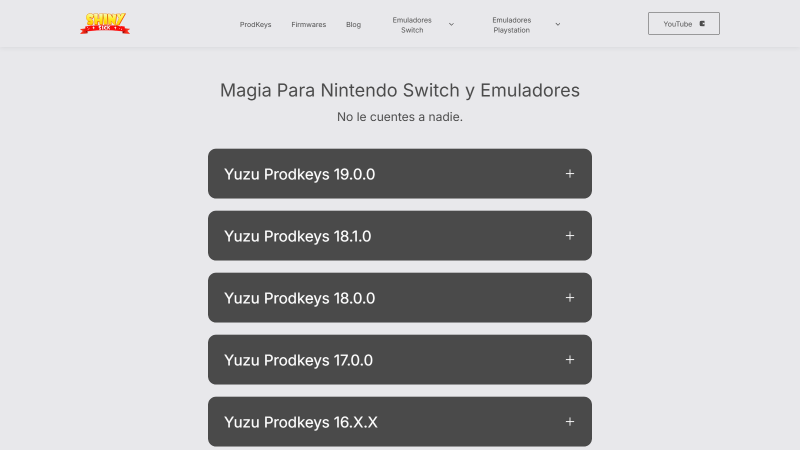 SHINY
STICK
ProdKeys
Firmwares
Blog
Emuladores
Switch
Emuladores
Playstation
YouTube
Magia Para Nintendo Switch y Emuladores
No le cuentes a nadie.
Yuzu Prodkeys 19.0.0
Yuzu Prodkeys 18.1.0
Yuzu Prodkeys 18.0.0
Yuzu Prodkeys 17.0.0
Yuzu Prodkeys 16.X.X